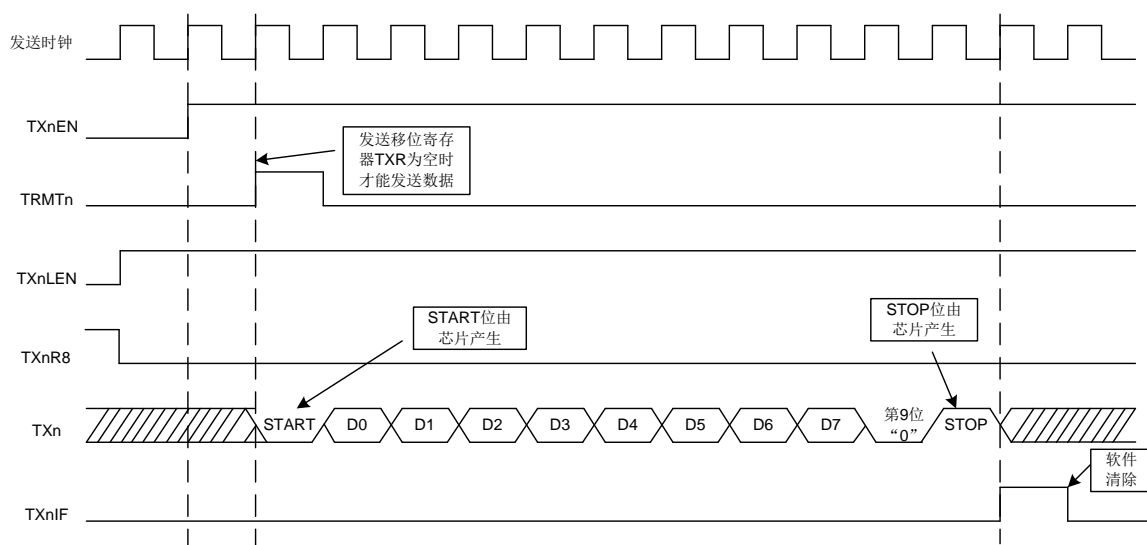 发送时钟
TXnEN
发送移位寄存
器TXR为空时
才能发送数据
TRMTn
TXnLEN
START位由
芯片产生
STOP位由
芯片产生
TXnR8
TXn
START
D0
D1
D2
D3
D4
D5
D6
D7
第9位
“0”
STOP
软件
清除
TXnIF